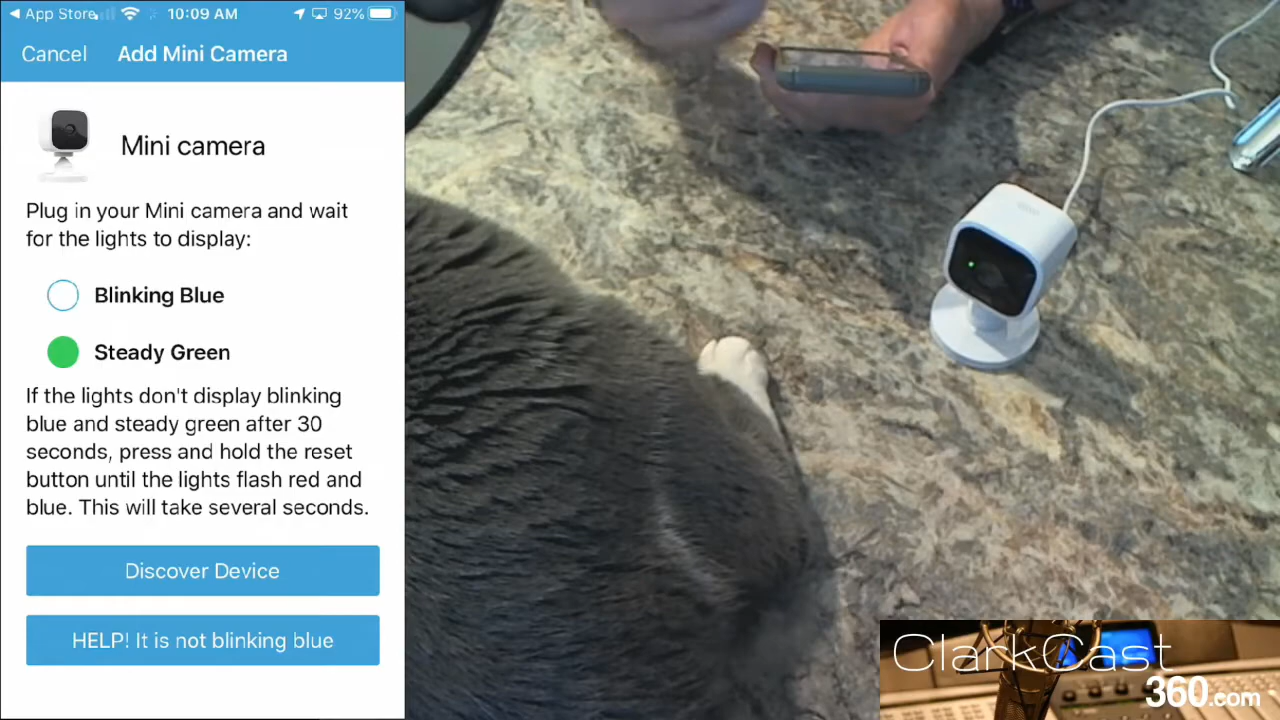 App Store
10:09 AM
92%
Cancel
Add Mini Camera
Mini camera
Plug in your Mini camera and wait
for the lights to display:
Blinking Blue
Steady Green
If the lights don't display blinking
blue and steady green after 30
seconds, press and hold the reset
button until the lights flash red and
blue. This will take several seconds.
Discover Device
HELP! It is not blinking blue
ClarkCast
360.com